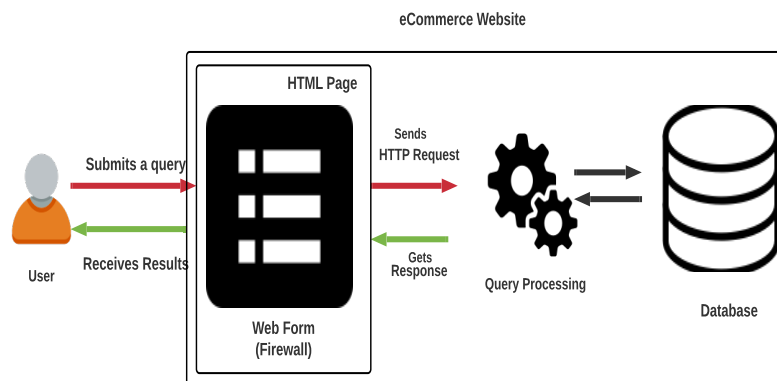 eCommerce Website
HTML Page
Sends
HTTP Request
Submits a query
Receives Results
User
Gets
Response
Query Processing
Web Form
(Firewall)
Database